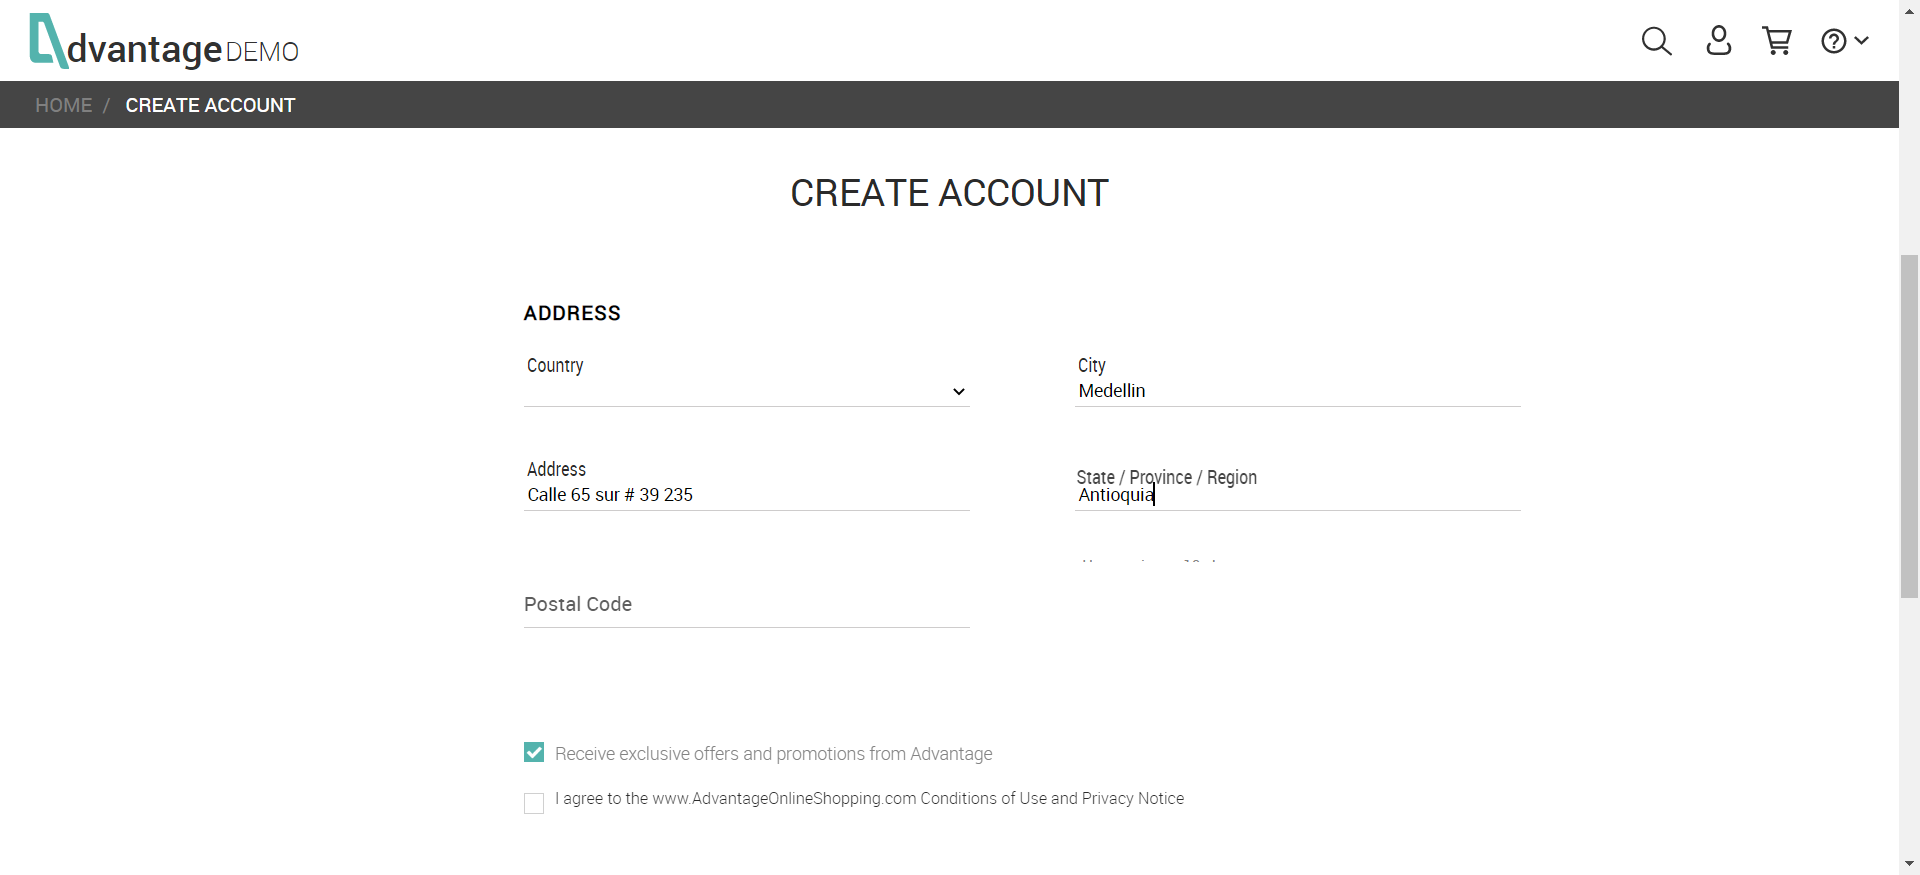 dvantage DEMO
HOME / CREATE ACCOUNT
CREATE ACCOUNT
ADDRESS
Country
City
Medellin
Address
Calle 65 sur # 39 235
State / Province / Region
Antioquia
Postal Code
Receive exclusive offers and promotions from Advantage
I agree to the www.AdvantageOnlineShopping.com Conditions of Use and Privacy Notice